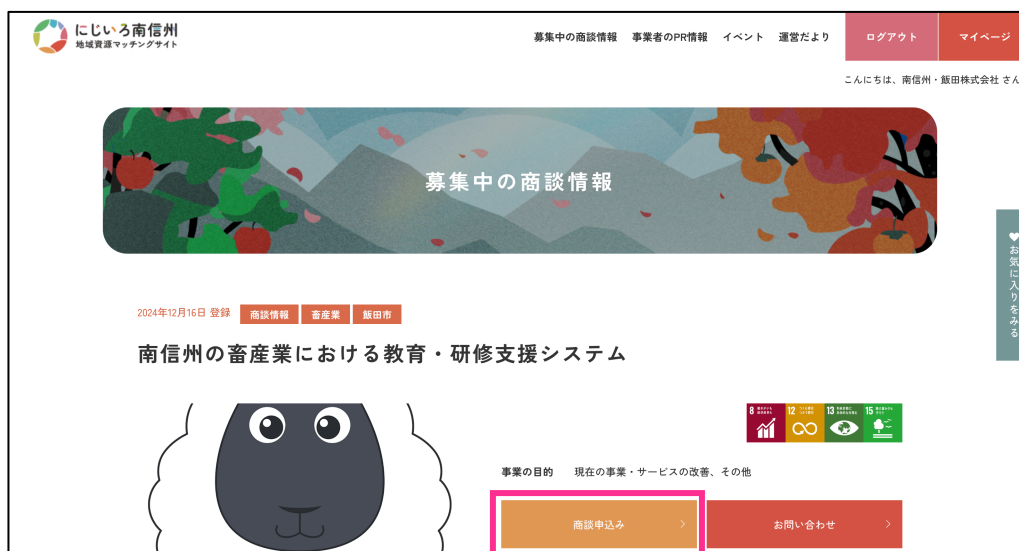 にじいろ南信州
地域資源マッチングサイト
募集中の商談情報 事業者のPR情報 イベント 運営だより ログアウト マイページ
こんにちは、南信州・飯田株式会社 さん
募集中の商談情報
お気に入りをみる
2024年12月16日 登録 商談情報 畜産業 飯田市
南信州の畜産業における教育・研修支援システム
8 12 13 15
事業の目的 現在の事業・サービスの改善、その他
商談申込み お問い合わせ